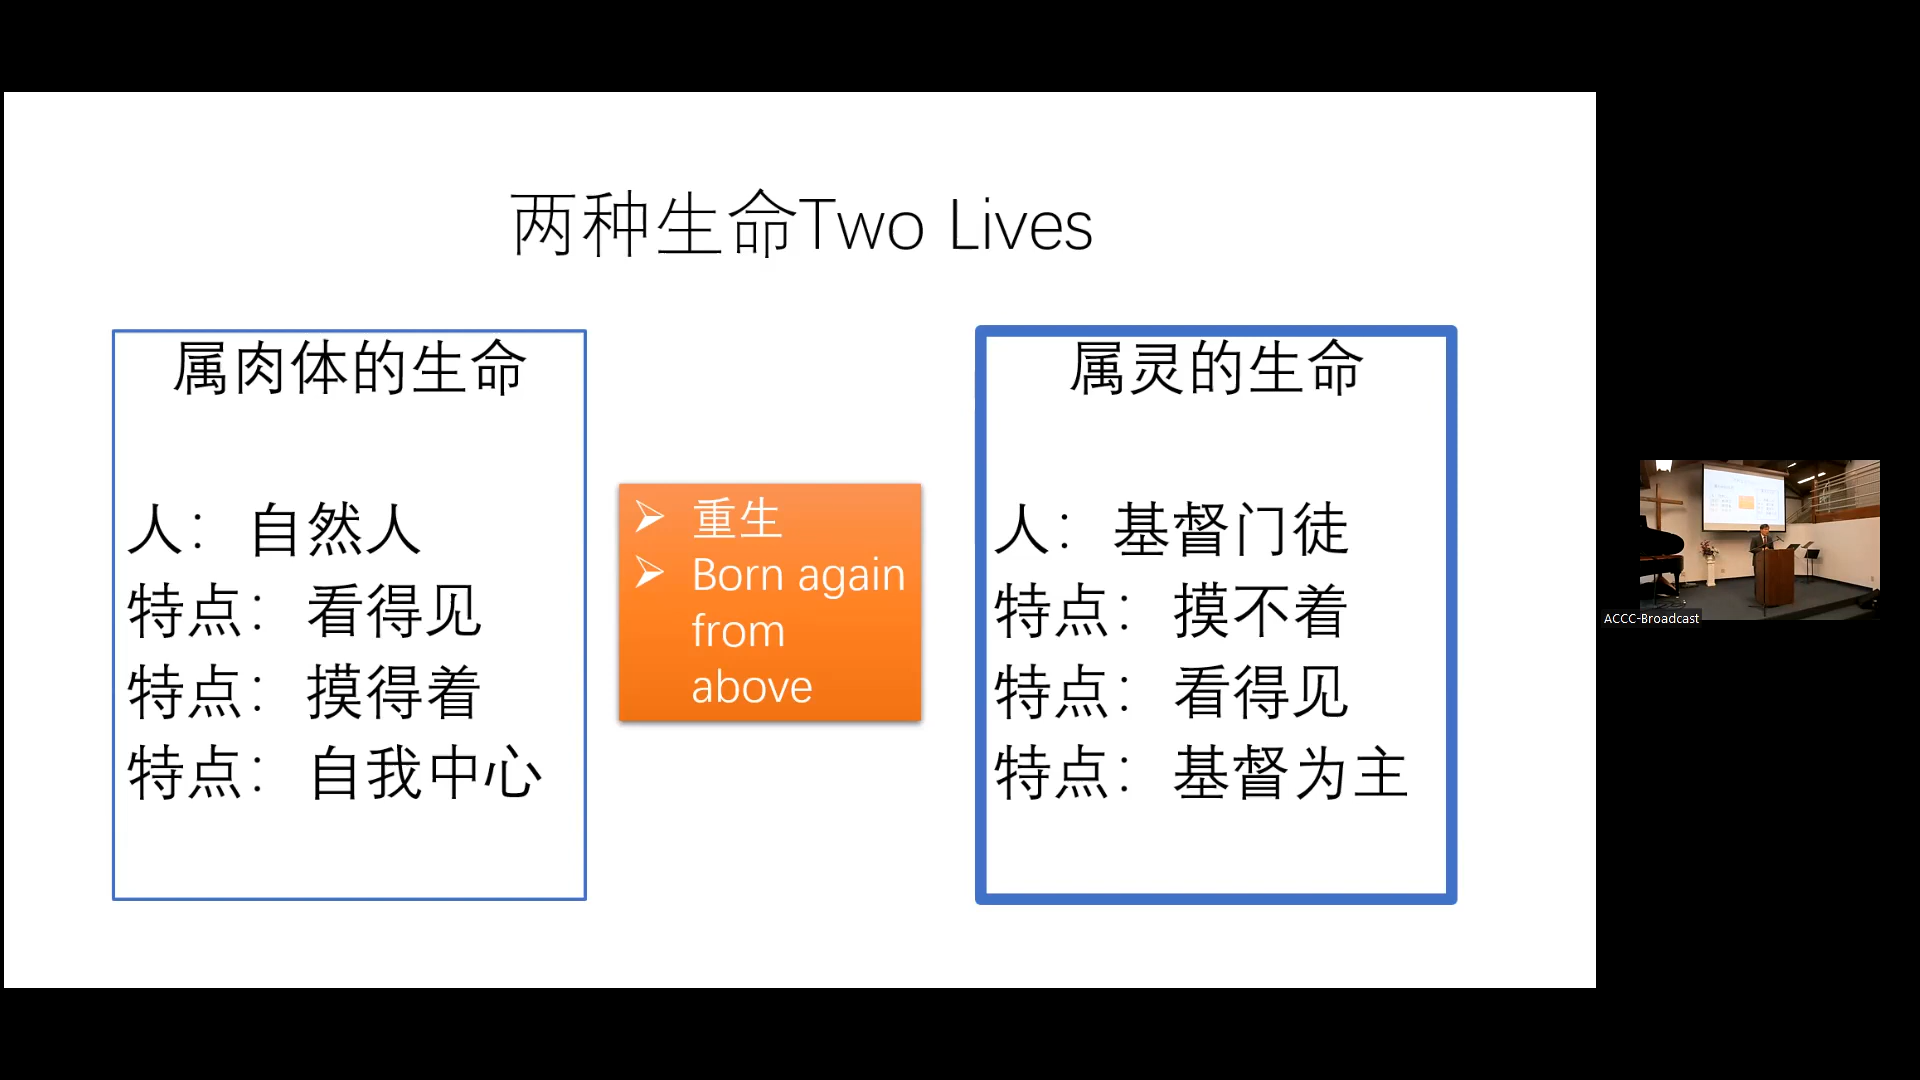 两种生命Two Lives
属肉体的生命
人： 自然人
特点： 看得见
特点： 摸得着
特点： 自我中心
➢ 重生
➢ Born again
from
above
属灵的生命
人： 基督门徒
特点： 摸不着
特点： 看得见
特点： 基督为主
ACCC-Broadcast